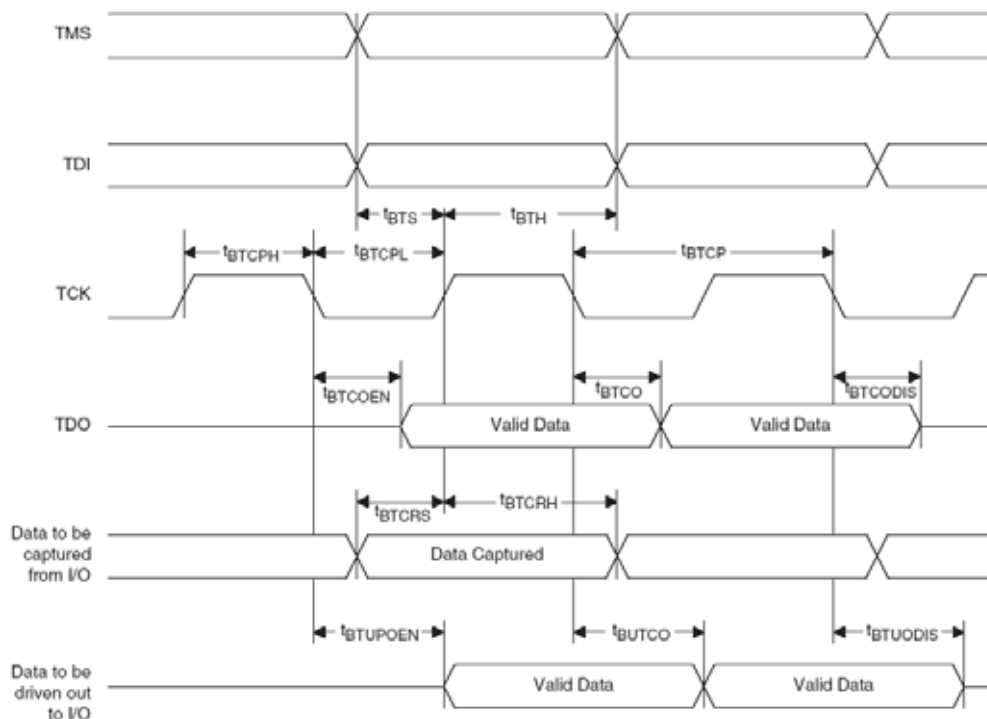 TMS
TDI
tBTS
tBTH
tBTCPH
tBTCPL
tBTCP
TCK
tBTCOEN
tBTCO
tBTCODIS
TDO
Valid Data
Valid Data
tBTCRS
tBTCRH
Data to be
captured
from I/O
Data Captured
tBTUPOEN
tBUTCO
tBTUODIS
Data to be
driven out
to I/O
Valid Data
Valid Data